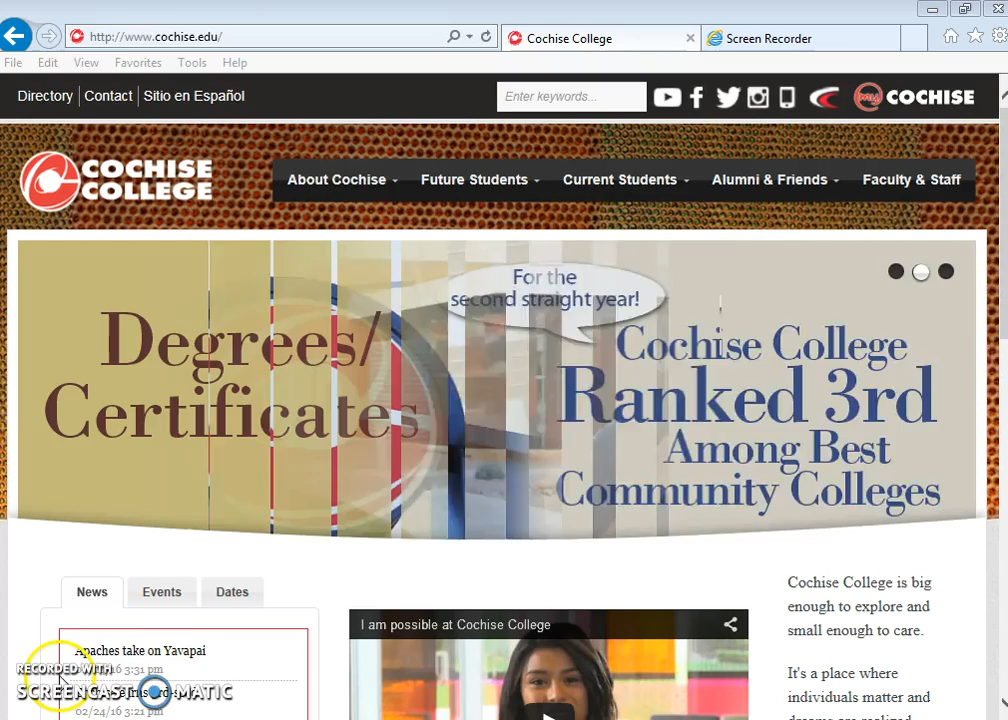 http://www.cochise.edu/
Cochise College
Screen Recorder
File Edit View Favorites Tools Help
Directory Contact Sitio en Español
Enter keywords...
my COCHISE
COCHISE
COLLEGE
About Cochise Future Students Current Students Alumni & Friends Faculty & Staff
Degrees/
Certificates
For the
second straight year!
Cochise College
Ranked 3rd
Among Best
Community Colleges
News Events Dates
Apaches take on Yavapai
3:31 pm
02/24/16 3:21 pm
RECORDED WITH
SCREENCAST-O-MATIC
I am possible at Cochise College
Cochise College is big
enough to explore and
small enough to care.
It's a place where
individuals matter and
dreams are realized